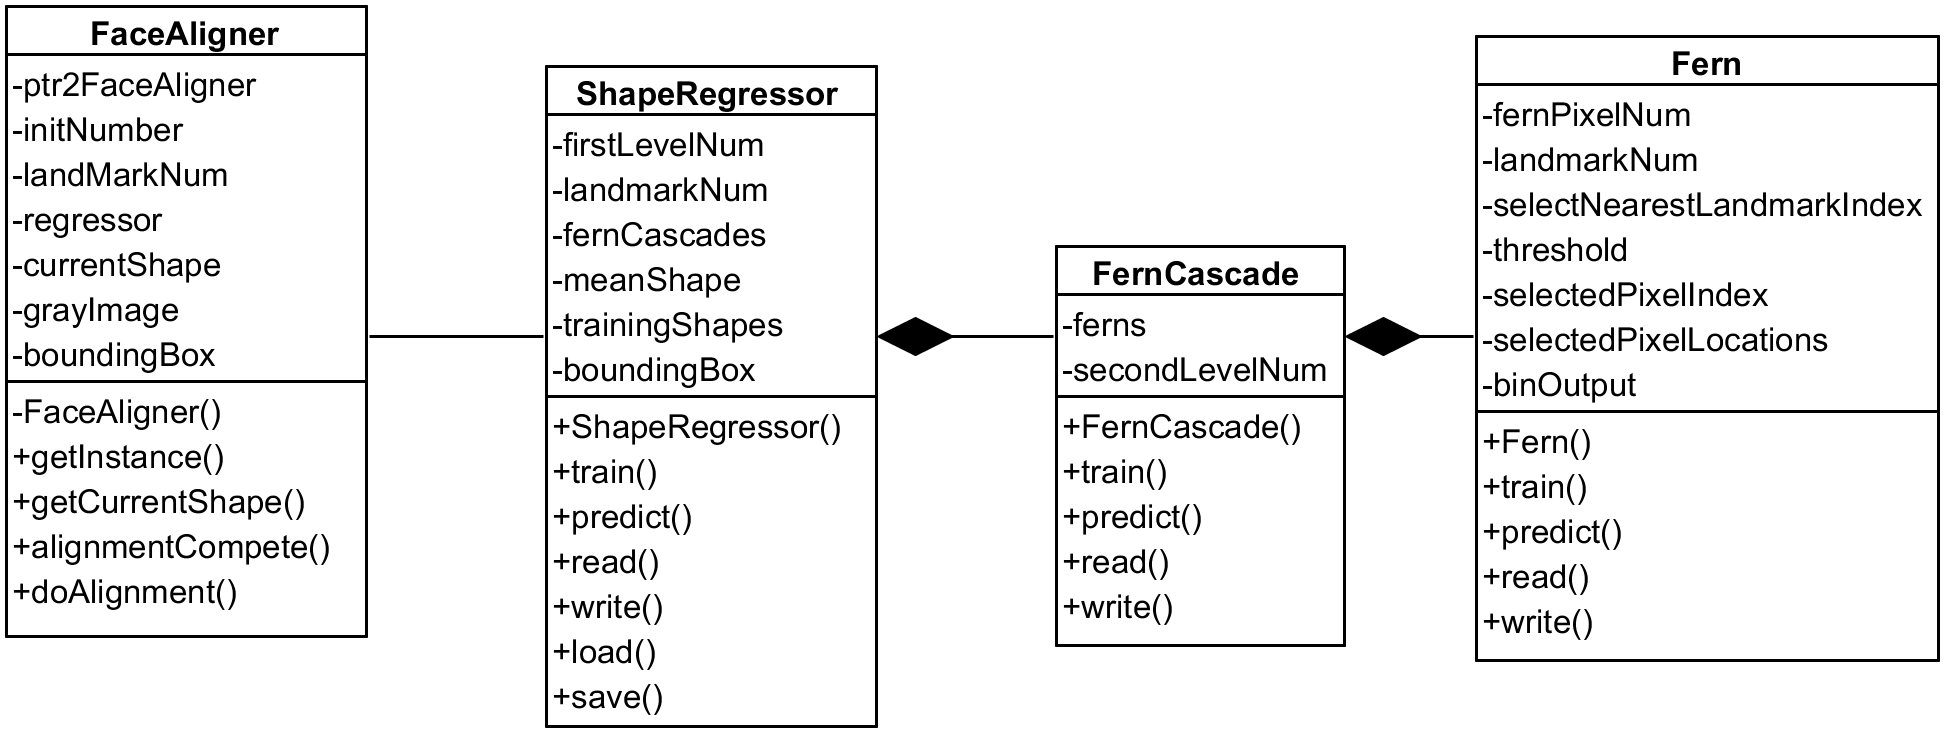 FaceAligner
-ptr2FaceAligner
-initNumber
-landMarkNum
-regressor
-currentShape
-grayImage
-boundingBox
-FaceAligner()
+getInstance()
+getCurrentShape()
+alignmentCompete()
+doAlignment()
ShapeRegressor
-firstLevelNum
-landmarkNum
-fernCascades
-meanShape
-trainingShapes
-boundingBox
+ShapeRegressor()
+train()
+predict()
+read()
+write()
+load()
+save()
FernCascade
-ferns
-secondLevelNum
+FernCascade()
+train()
+predict()
+read()
+write()
Fern
-fernPixelNum
-landmarkNum
-selectNearestLandmarkIndex
-threshold
-selectedPixelIndex
-selectedPixelLocations
-binOutput
+Fern()
+train()
+predict()
+read()
+write()